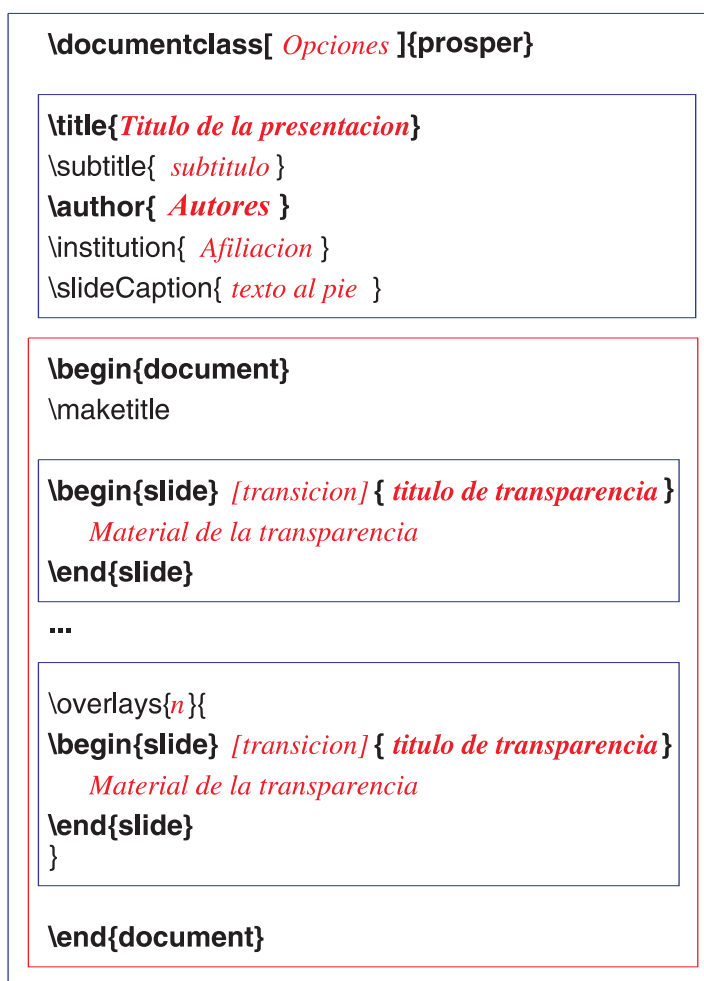 \documentclass[ Opciones ]{prosper}
\title{Titulo de la presentacion}
\subtitle{ subtitulo }
\author{ Autores }
\institution{ Afiliacion }
\slideCaption{ texto al pie }
\begin{document}
\maketitle
\begin{slide} [transicion] { titulo de transparencia }
Material de la transparencia
\end{slide}
...
\overlays{n}{
\begin{slide} [transicion] { titulo de transparencia }
Material de la transparencia
\end{slide}
}
\end{document}